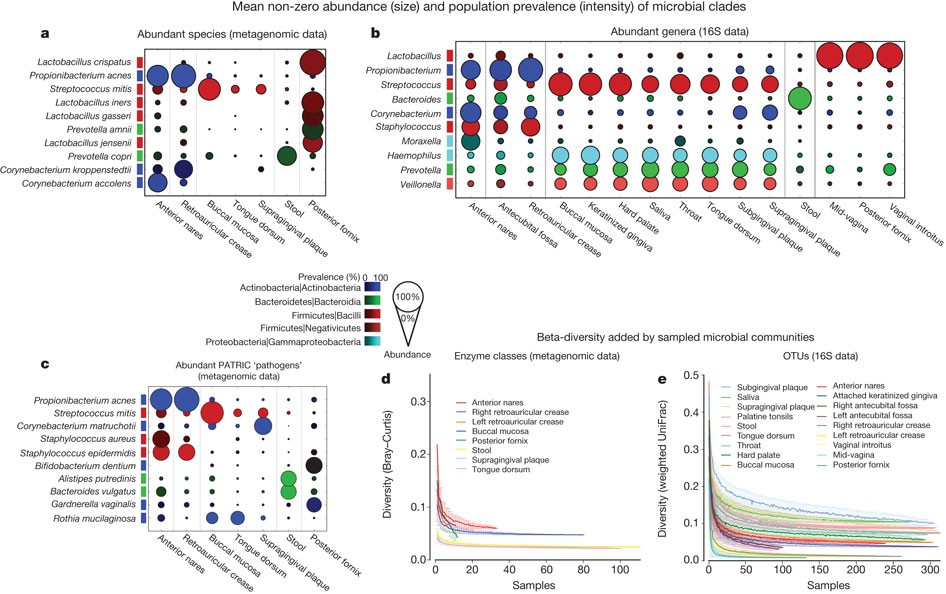 Mean non-zero abundance (size) and population prevalence (intensity) of microbial clades
a
Abundant species (metagenomic data)
Lactobacillus crispatus
Propionibacterium acnes
Streptococcus mitis
Lactobacillus iners
Lactobacillus gasseri
Prevotella amnii
Lactobacillus jensenii
Prevotella copri
Corynebacterium kroppenstedtii
Corynebacterium accolens
Anterior nares
Retroauricular crease
Buccal mucosa
Tongue dorsum
Supragingival plaque
Stool
Posterior fornix
b
Abundant genera (16S data)
Lactobacillus
Propionibacterium
Streptococcus
Bacteroides
Corynebacterium
Staphylococcus
Moraxella
Haemophilus
Prevotella
Veillonella
Anterior nares
Antecubital fossa
Retroauricular crease
Buccal mucosa
Keratinized gingiva
Hard palate
Saliva
Throat
Tongue dorsum
Subgingival plaque
Supragingival plaque
Stool
Mid-vagina
Posterior fornix
Vaginal introitus
Prevalence (%) 0 100
Actinobacteria|Actinobacteria
Bacteroidetes|Bacteroidia
Firmicutes|Bacilli
Firmicutes|Negativicutes
Proteobacteria|Gammaproteobacteria
100%
0%
Abundance
c
Abundant PATRIC ‘pathogens’
(metagenomic data)
Propionibacterium acnes
Streptococcus mitis
Corynebacterium matruchotii
Staphylococcus aureus
Staphylococcus epidermidis
Bifidobacterium dentium
Alistipes putredinis
Bacteroides vulgatus
Gardnerella vaginalis
Rothia mucilaginosa
Anterior nares
Retroauricular crease
Buccal mucosa
Tongue dorsum
Supragingival plaque
Stool
Posterior fornix
Beta-diversity added by sampled microbial communities
d
Enzyme classes (metagenomic data)
Diversity (Bray–Curtis)
0.3
0.2
0.1
0.0
Anterior nares
Right retroauricular crease
Left retroauricular crease
Buccal mucosa
Posterior fornix
Stool
Supragingival plaque
Tongue dorsum
0 20 40 60 80 100
Samples
e
OTUs (16S data)
Diversity (weighted UniFrac)
0.5
0.4
0.3
0.2
0.1
0.0
Subgingival plaque
Saliva
Supragingival plaque
Palatine tonsils
Stool
Tongue dorsum
Throat
Hard palate
Buccal mucosa
Anterior nares
Attached keratinized gingiva
Right antecubital fossa
Left antecubital fossa
Right retroauricular crease
Left retroauricular crease
Vaginal introitus
Mid-vagina
Posterior fornix
0 50 100 150 200 250 300
Samples